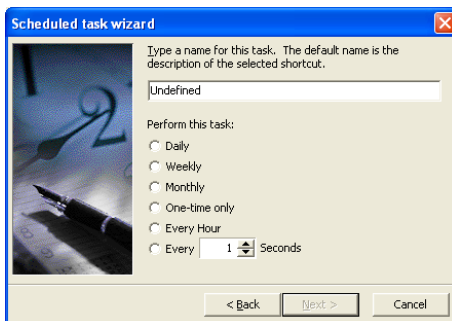 Scheduled task wizard
Type a name for this task. The default name is the
description of the selected shortcut.
Undefined
Perform this task:
Daily
Weekly
Monthly
One-time only
Every Hour
Every 1 Seconds
< Back Next > Cancel